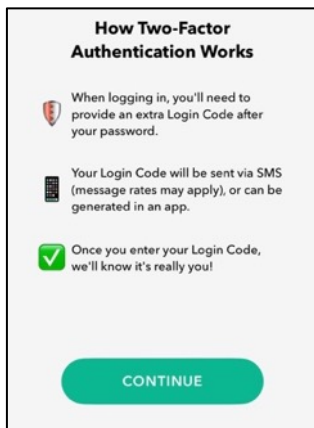 How Two-Factor
Authentication Works
When logging in, you'll need to
provide an extra Login Code after
your password.
Your Login Code will be sent via SMS
(message rates may apply), or can be
generated in an app.
Once you enter your Login Code,
we'll know it's really you!
CONTINUE